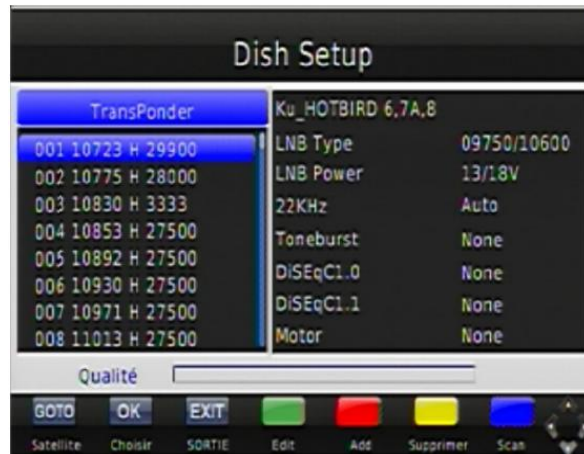 Dish Setup
TransPonder
001 10723 H 29900
002 10775 H 28000
003 10830 H 3333
004 10853 H 27500
005 10892 H 27500
006 10930 H 27500
007 10971 H 27500
008 11013 H 27500
Ku_HOTBIRD 6,7A,8
LNB Type 09750/10600
LNB Power 13/18V
22KHz Auto
Toneburst None
DiSEqC1.0 None
DiSEqC1.1 None
Motor None
Qualité
GOTO OK EXIT
Satellite Choisir SORTIE Edit Add Supprimer Scan